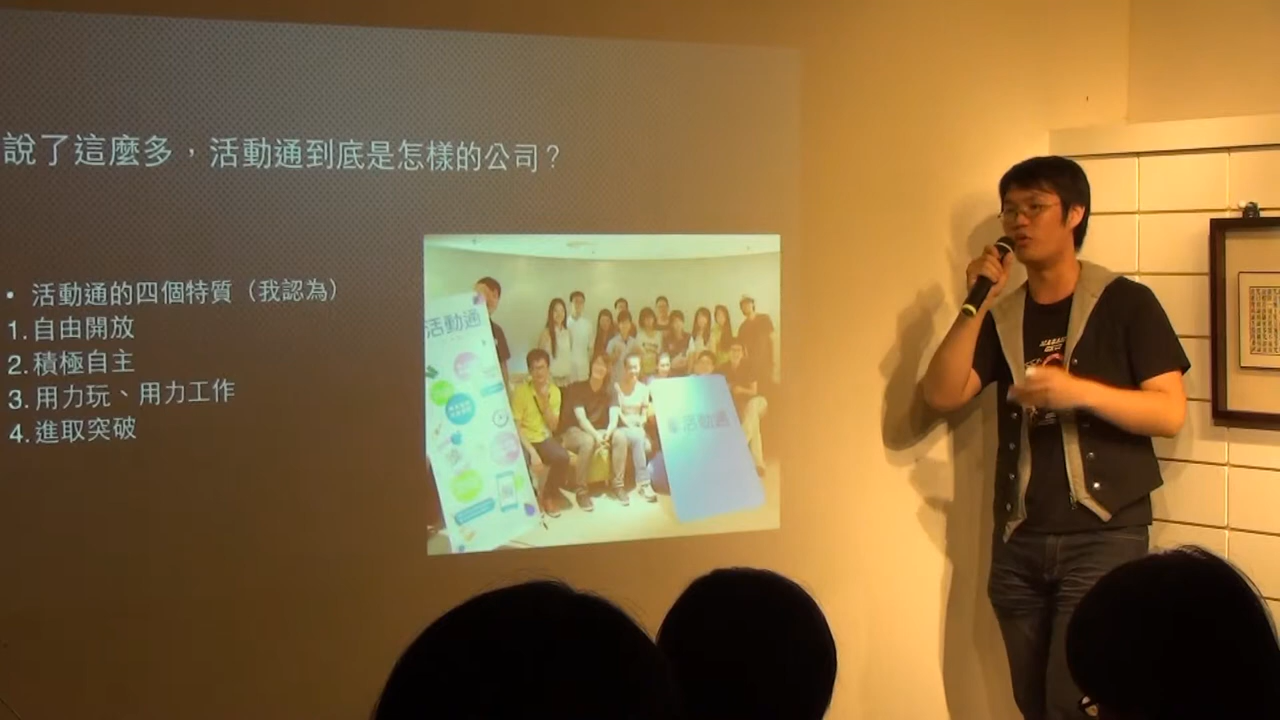 說了這麼多，活動通到底是怎樣的公司？
• 活動通的四個特質（我認為）
1. 自由開放
2. 積極自主
3. 用力玩、用力工作
4. 進取突破
活動通
活動通